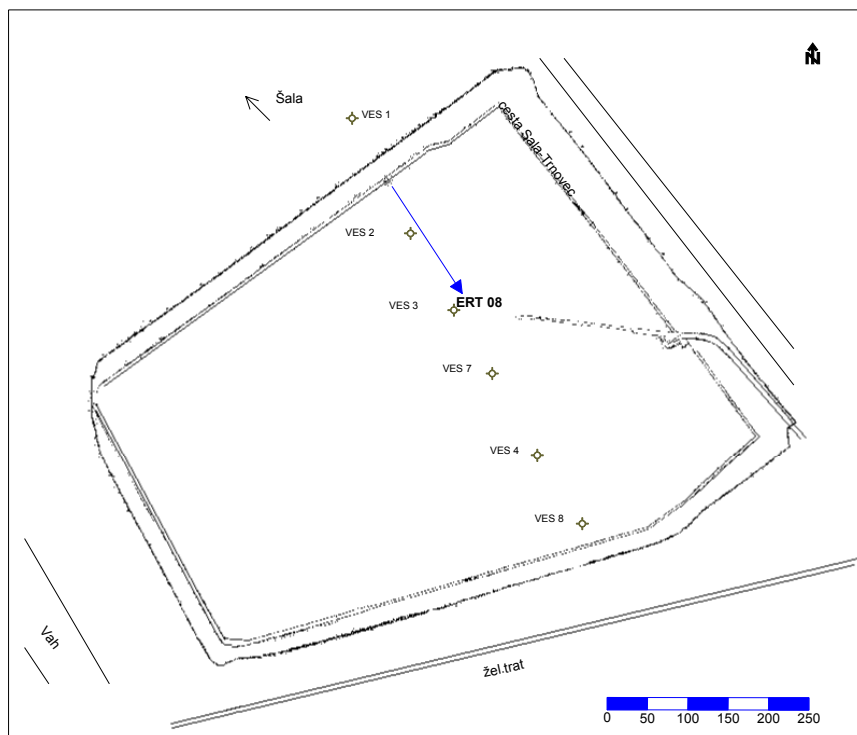 N
Šala
VES 1
cesta Sala-Trnovec
VES 2
VES 3
ERT 08
VES 7
VES 4
VES 8
Vah
žel.trat
0 50 100 150 200 250